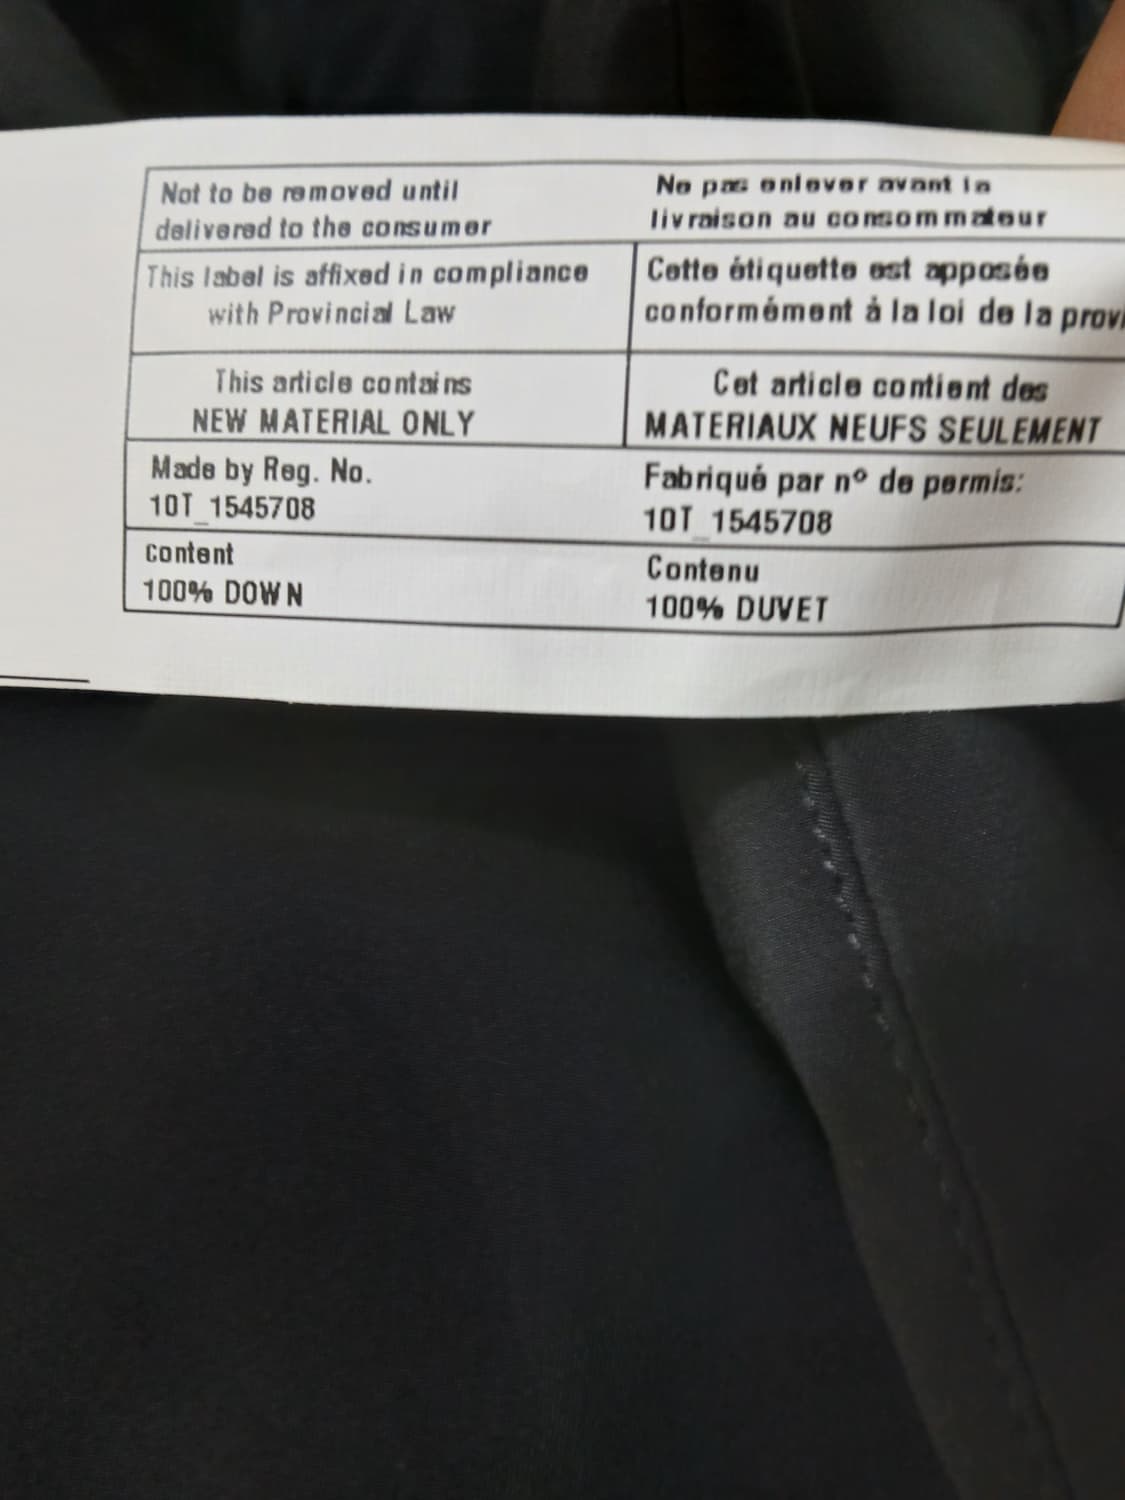 Not to be removed until
delivered to the consumer
Ne pas enlever avant la
livraison au consommateur
This label is affixed in compliance
with Provincial Law
Cette étiquette est apposée
conformément à la loi de la provi
This article contains
NEW MATERIAL ONLY
Cet article contient des
MATERIAUX NEUFS SEULEMENT
Made by Reg. No.
10T_1545708
Fabriqué par nº de permis:
10T_1545708
Content
100% DOWN
Contenu
100% DUVET